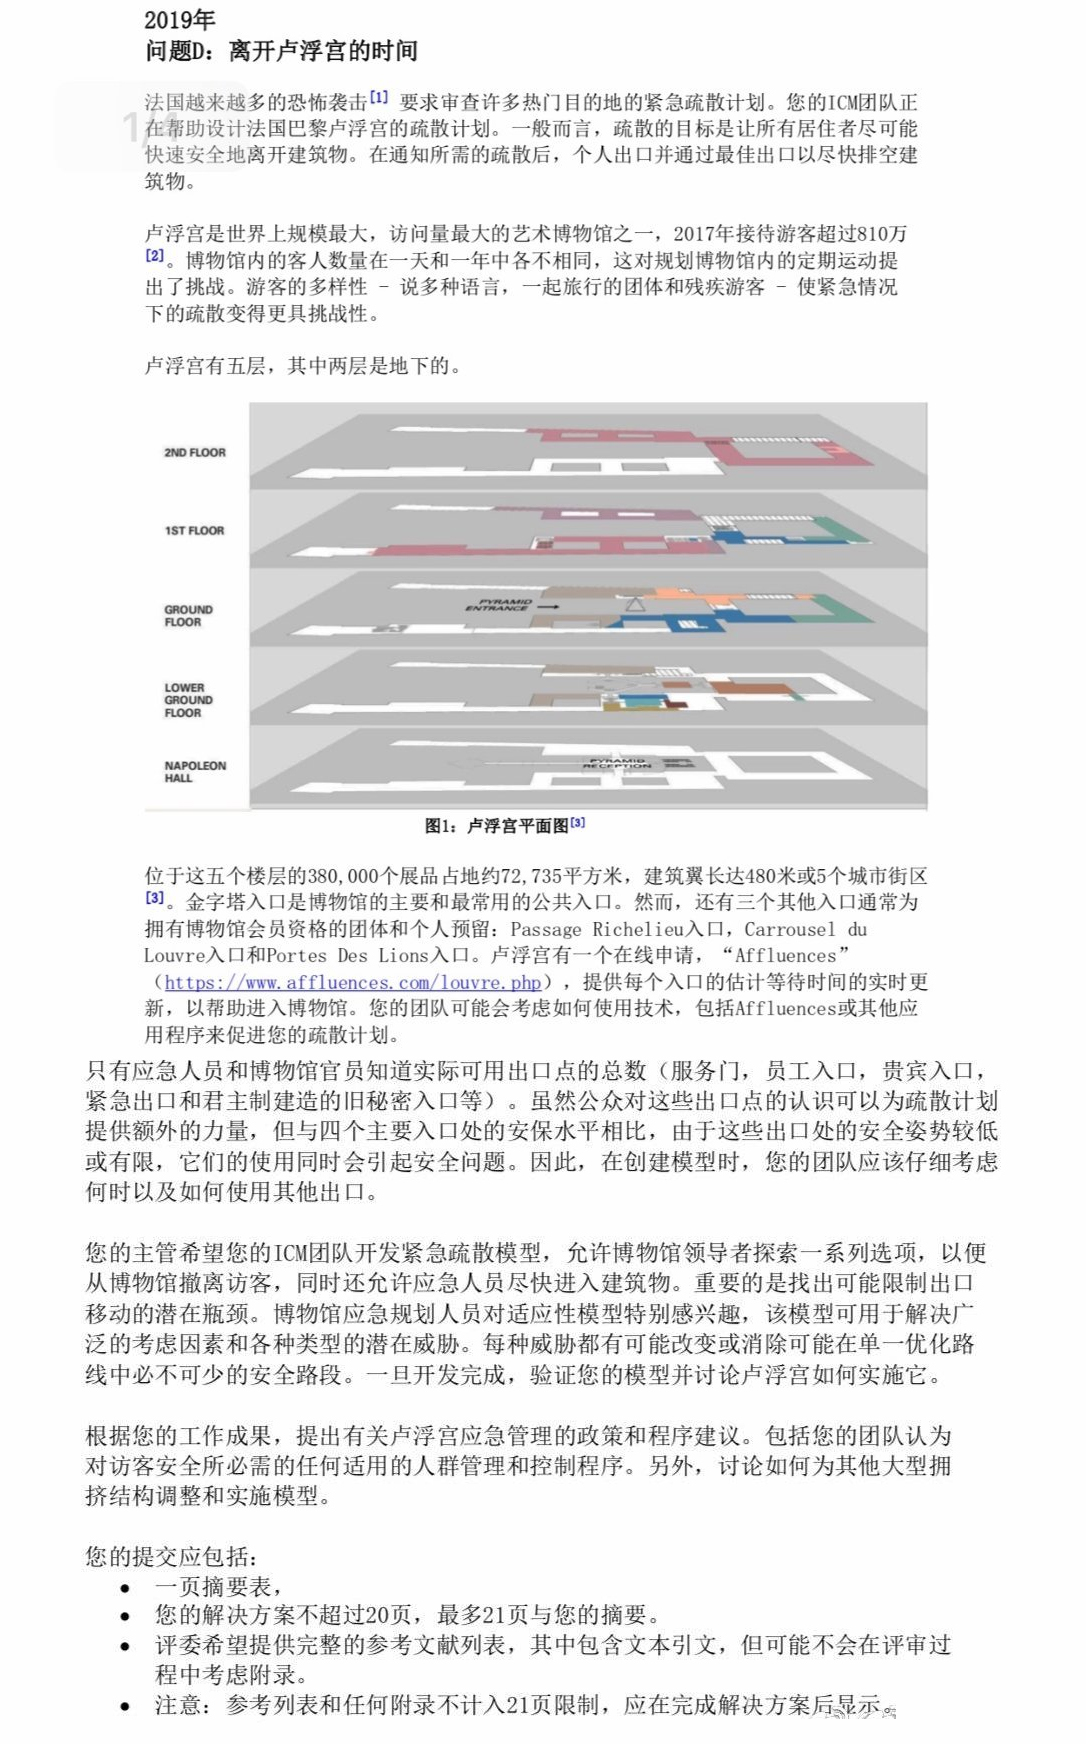 2019年
问题D：离开卢浮宫的时间
法国越来越多的恐怖袭击[1] 要求审查许多热门目的地的紧急疏散计划。您的ICM团队正
在帮助设计法国巴黎卢浮宫的疏散计划。一般而言，疏散的目标是让所有居住者尽可能
快速安全地离开建筑物。在通知所需的疏散后，个人出口并通过最佳出口以尽快排空建
筑物。
1/4
卢浮宫是世界上规模最大，访问量最大的艺术博物馆之一，2017年接待游客超过810万
[2]。博物馆内的客人数量在一天和一年中各不相同，这对规划博物馆内的定期运动提
出了挑战。游客的多样性 - 说多种语言，一起旅行的团体和残疾游客 - 使紧急情况
下的疏散变得更具挑战性。
卢浮宫有五层，其中两层是地下的。
2ND FLOOR
1ST FLOOR
GROUND
FLOOR
PYRAMID
ENTRANCE
LOWER
GROUND
FLOOR
NAPOLEON
HALL
PYRAMID
RECEPTION
图1：卢浮宫平面图[3]
位于这五个楼层的380,000个展品占地约72,735平方米，建筑翼长达480米或5个城市街区
[3]。金字塔入口是博物馆的主要和最常用的公共入口。然而，还有三个其他入口通常为
拥有博物馆会员资格的团体和个人预留：Passage Richelieu入口，Carrousel du
Louvre入口和Portes Des Lions入口。卢浮宫有一个在线申请，“Affluences”
（https://www.affluences.com/louvre.php），提供每个入口的估计等待时间的实时更
新，以帮助进入博物馆。您的团队可能会考虑如何使用技术，包括Affluences或其他应
用程序来促进您的疏散计划。
只有应急人员和博物馆官员知道实际可用出口点的总数（服务门，员工入口，贵宾入口，
紧急出口和君主制建造的旧秘密入口等）。虽然公众对这些出口点的认识可以为疏散计划
提供额外的力量，但与四个主要入口处的安保水平相比，由于这些出口处的安全姿势较低
或有限，它们的使用同时会引起安全问题。因此，在创建模型时，您的团队应该仔细考虑
何时以及如何使用其他出口。
您的主管希望您的ICM团队开发紧急疏散模型，允许博物馆领导者探索一系列选项，以便
从博物馆撤离访客，同时还允许应急人员尽快进入建筑物。重要的是找出可能限制出口
移动的潜在瓶颈。博物馆应急规划人员对适应性模型特别感兴趣，该模型可用于解决广
泛的考虑因素和各种类型的潜在威胁。每种威胁都有可能改变或消除可能在单一优化路
线中必不可少的安全路段。一旦开发完成，验证您的模型并讨论卢浮宫如何实施它。
根据您的工作成果，提出有关卢浮宫应急管理的政策和程序建议。包括您的团队认为
对访客安全所必需的任何适用的人群管理和控制程序。另外，讨论如何为其他大型拥
挤结构调整和实施模型。
您的提交应包括：
● 一页摘要表，
● 您的解决方案不超过20页，最多21页与您的摘要。
● 评委希望提供完整的参考文献列表，其中包含文本引文，但可能不会在评审过
程中考虑附录。
● 注意：参考列表和任何附录不计入21页限制，应在完成解决方案后显示。